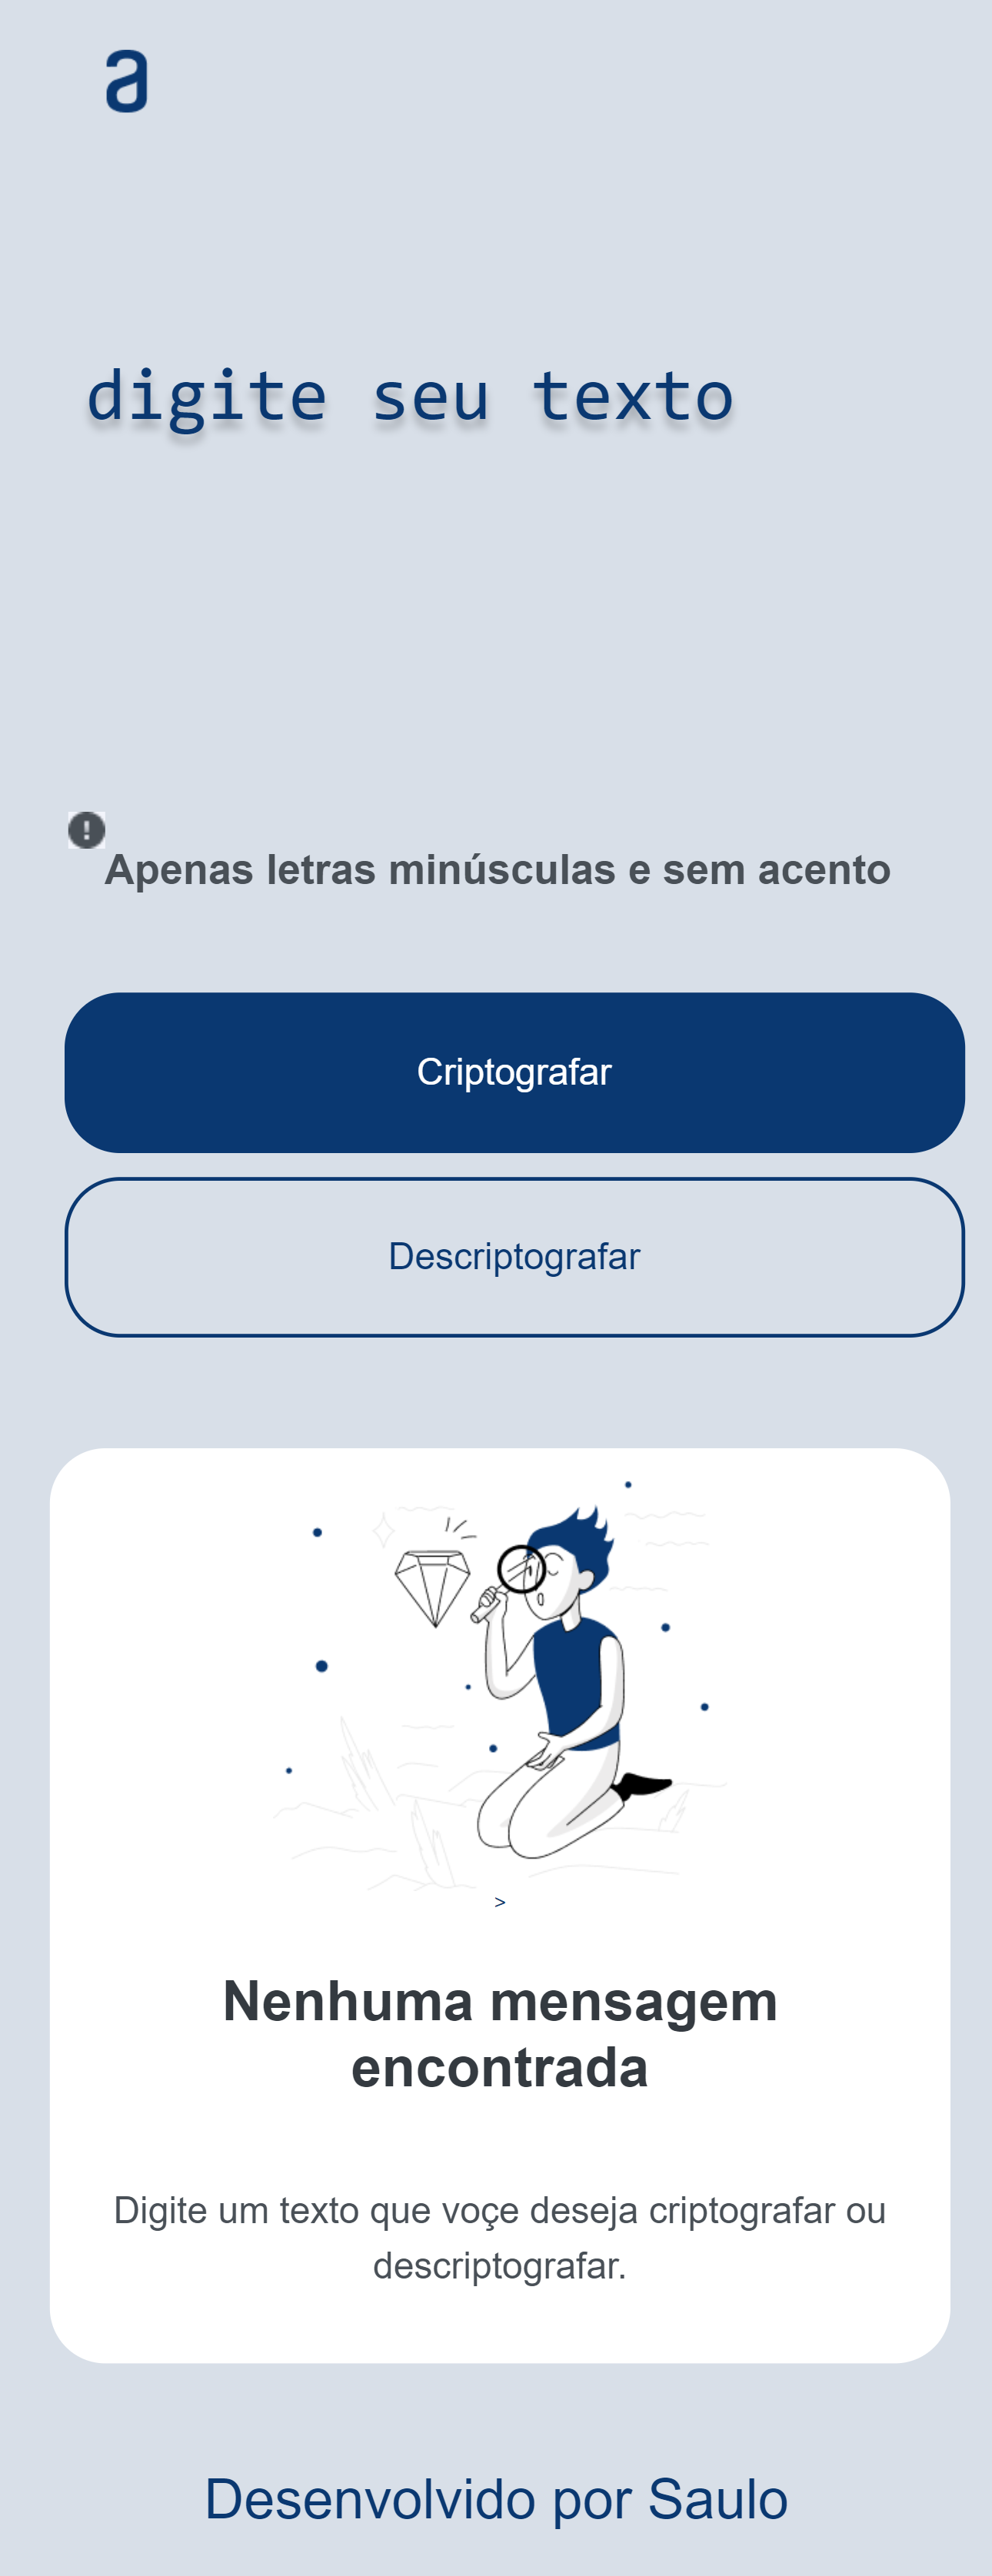 a
digite seu texto
!
Apenas letras minúsculas e sem acento
Criptografar
Descriptografar
>
Nenhuma mensagem
encontrada
Digite um texto que voçe deseja criptografar ou
descriptografar.
Desenvolvido por Saulo